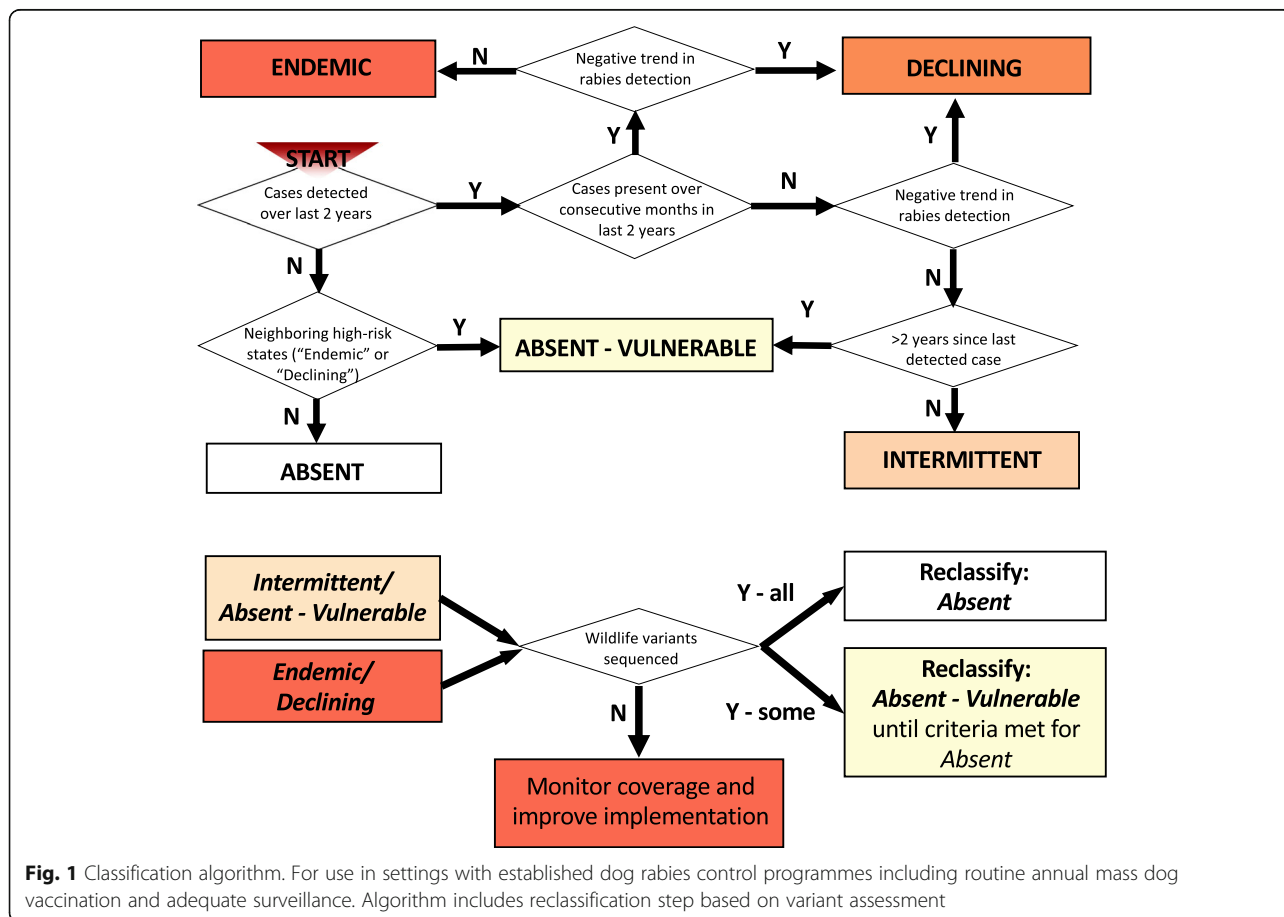 ENDEMIC
N
Negative trend in
rabies detection
Y
DECLINING
Y
Y
START
Cases detected
over last 2 years
Y
Cases present over
consecutive months in
last 2 years
N
Negative trend in
rabies detection
N
N
Neighboring high-risk
states (“Endemic” or
“Declining”)
Y
ABSENT - VULNERABLE
Y
>2 years since last
detected case
N
N
ABSENT
INTERMITTENT
Intermittent/
Absent - Vulnerable
Endemic/
Declining
Wildlife variants
sequenced
Y - all
Reclassify:
Absent
Y - some
Reclassify:
Absent - Vulnerable
until criteria met for
Absent
N
Monitor coverage and
improve implementation
Fig. 1 Classification algorithm. For use in settings with established dog rabies control programmes including routine annual mass dog
vaccination and adequate surveillance. Algorithm includes reclassification step based on variant assessment